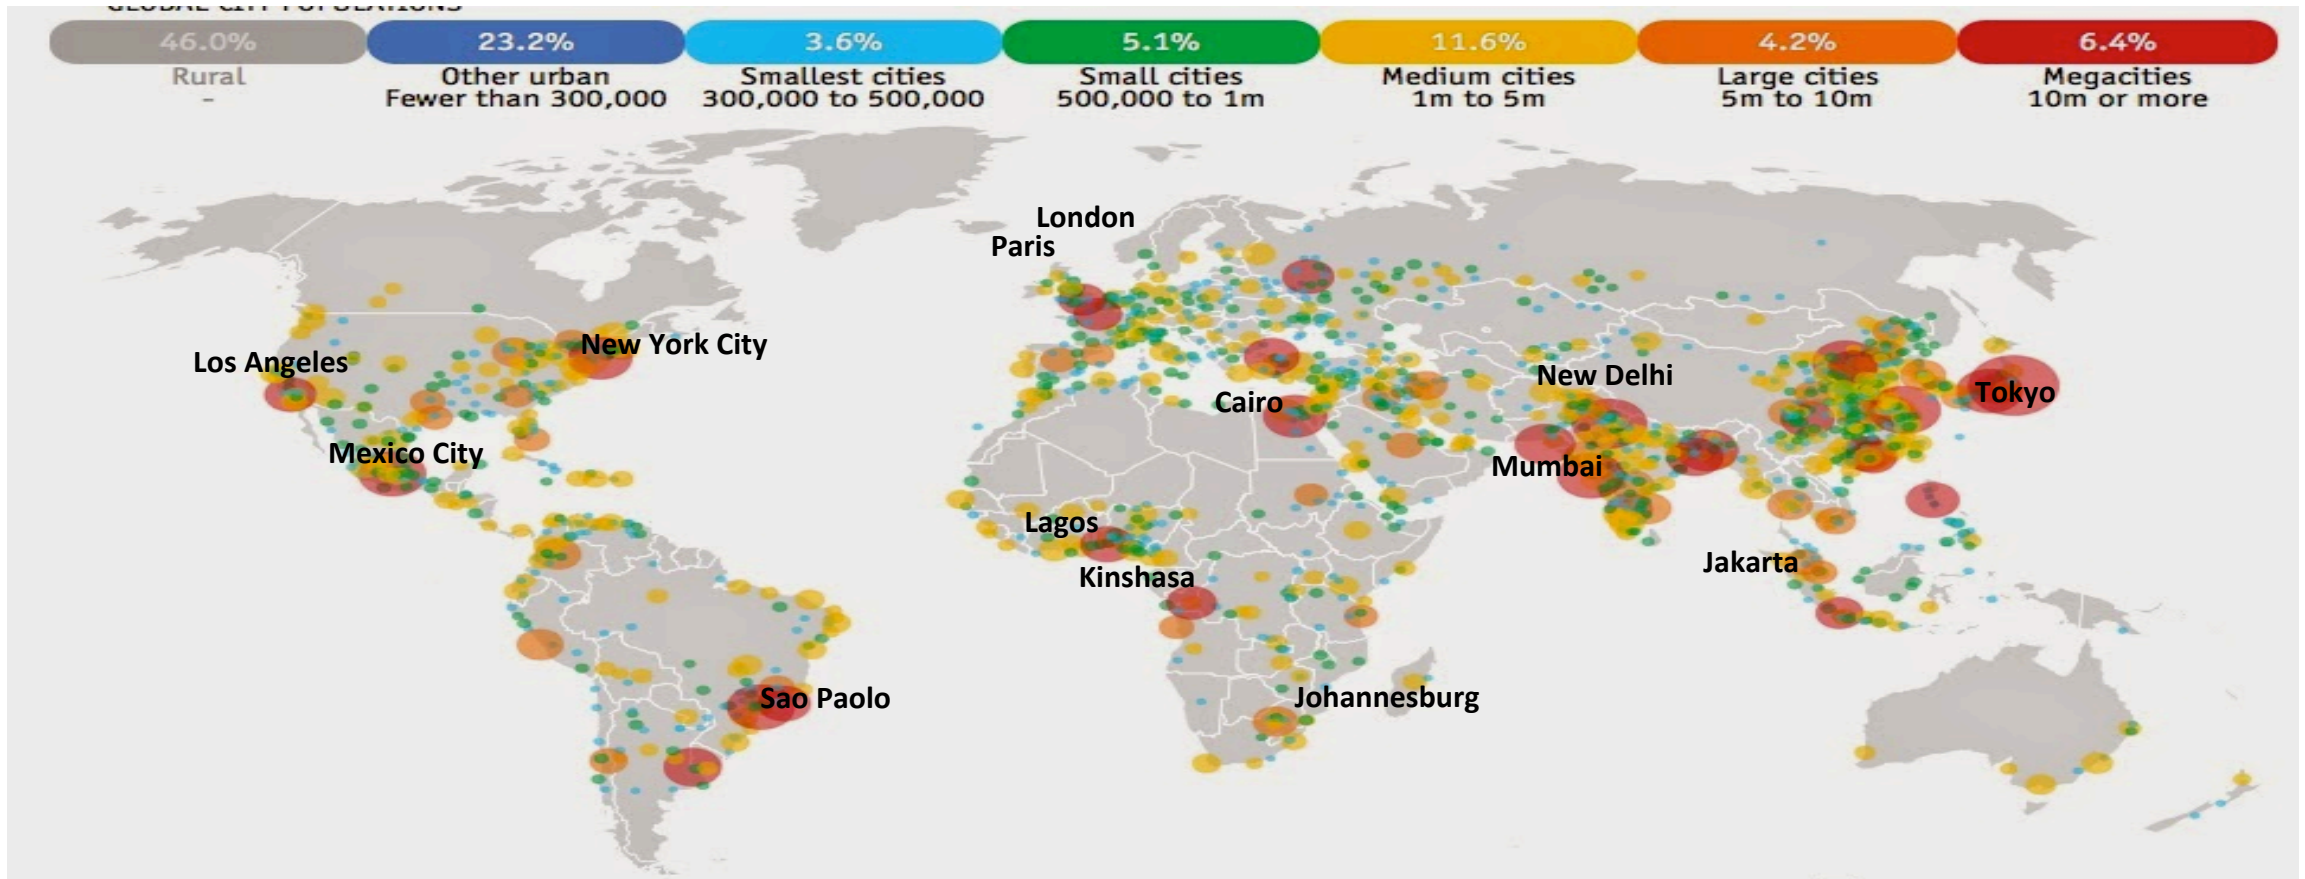 GLOBAL CITY POPULATIONS
46.0% 23.2% 3.6% 5.1% 11.6% 4.2% 6.4%
Rural Other urban Smallest cities Small cities Medium cities Large cities Megacities
- Fewer than 300,000 300,000 to 500,000 500,000 to 1m 1m to 5m 5m to 10m 10m or more
London
Paris
New York City
Los Angeles
New Delhi
Tokyo
Cairo
Mexico City
Mumbai
Lagos
Jakarta
Kinshasa
Johannesburg
Sao Paolo